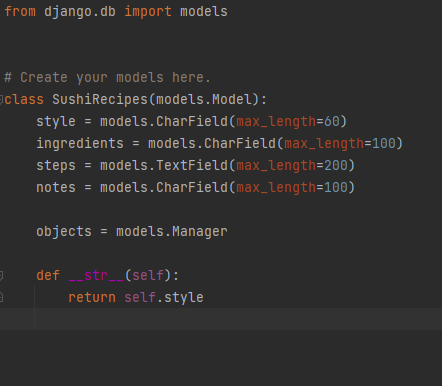 from django.db import models
# Create your models here.
class SushiRecipes(models.Model):
    style = models.CharField(max_length=60)
    ingredients = models.CharField(max_length=100)
    steps = models.TextField(max_length=200)
    notes = models.CharField(max_length=100)
    objects = models.Manager
    def __str__(self):
        return self.style